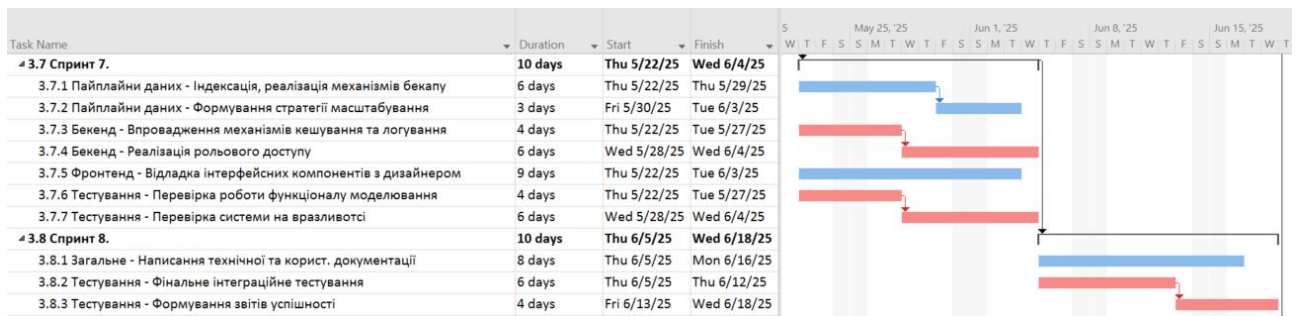 5 May 25, '25 Jun 1, '25 Jun 8, '25 Jun 15, '25
Task Name Duration Start Finish W T F S S M T W T F S S M T W T F S S M T W T F S S M T W T
3.7 Спринт 7. 10 days Thu 5/22/25 Wed 6/4/25
3.7.1 Пайплайни даних - Індексація, реалізація механізмів бекапу 6 days Thu 5/22/25 Thu 5/29/25
3.7.2 Пайплайни даних - Формування стратегії масштабування 3 days Fri 5/30/25 Tue 6/3/25
3.7.3 Бекенд - Впровадження механізмів кешування та логування 4 days Thu 5/22/25 Tue 5/27/25
3.7.4 Бекенд - Реалізація рольового доступу 6 days Wed 5/28/25 Wed 6/4/25
3.7.5 Фронтенд - Відладка інтерфейсних компонентів з дизайнером 9 days Thu 5/22/25 Tue 6/3/25
3.7.6 Тестування - Перевірка роботи функціоналу моделювання 4 days Thu 5/22/25 Tue 5/27/25
3.7.7 Тестування - Перевірка системи на вразливотсі 6 days Wed 5/28/25 Wed 6/4/25
3.8 Спринт 8. 10 days Thu 6/5/25 Wed 6/18/25
3.8.1 Загальне - Написання технічної та корист. документації 8 days Thu 6/5/25 Mon 6/16/25
3.8.2 Тестування - Фінальне інтеграційне тестування 6 days Thu 6/5/25 Thu 6/12/25
3.8.3 Тестування - Формування звітів успішності 4 days Fri 6/13/25 Wed 6/18/25